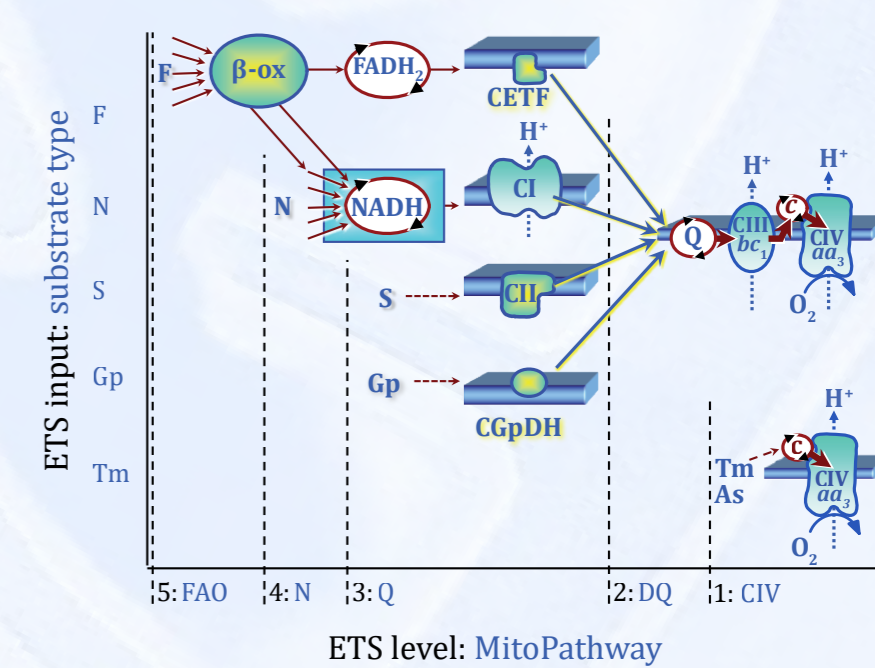 F
β-ox
FADH₂
CETF
F
N
NADH
H⁺
CI
H⁺
H⁺
Q
CIII
bc₁
c
CIV
aa₃
O₂
N
S
S
CII
Gp
Gp
CGpDH
Tm
Tm
As
H⁺
c
CIV
aa₃
O₂
ETS input: substrate type
5: FAO
4: N
3: Q
2: DQ
1: CIV
ETS level: MitoPathway